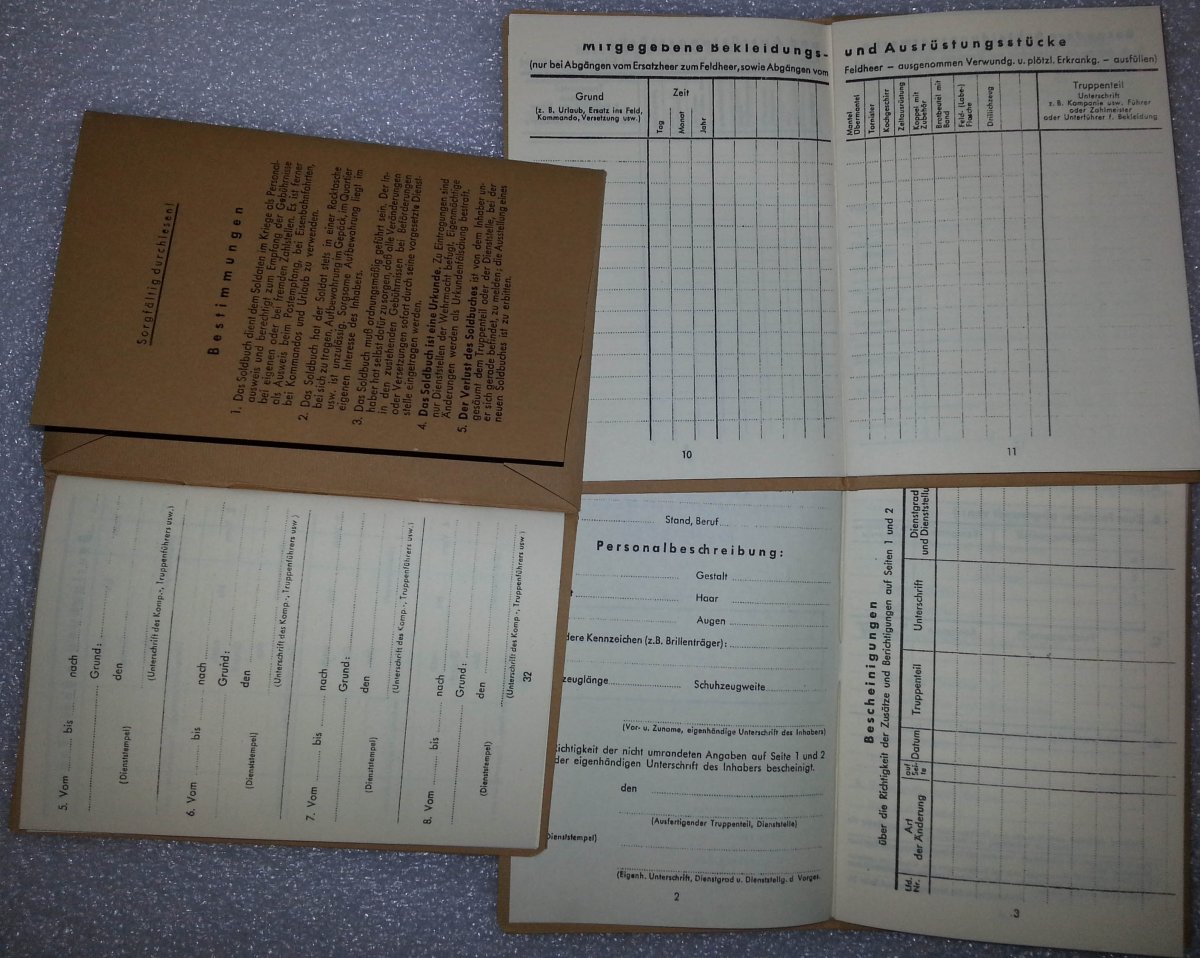 Sorgfältig durchlesen!
Bestimmungen
1. Das Soldbuch dient dem Soldaten im Kriege als Personal-
ausweis und berechtigt zum Empfang der Gebührnisse
bei eigenen oder bei fremden Zahlstellen. Es ist ferner
als Ausweis beim Postempfang, bei Eisenbahnfahrten,
bei Kommandos und Urlaub zu verwenden.
2. Das Soldbuch hat der Soldat stets in einer Rocktasche
bei sich zu tragen. Aufbewahrung im Gepäck, im Quartier
usw. ist unzulässig. Sorgsame Aufbewahrung liegt im
eigenen Interesse des Inhabers.
3. Das Soldbuch muß ordnungsmäßig geführt sein. Der In-
haber hat selbst dafür zu sorgen, daß alle Veränderungen
in den zustehenden Gebührnissen bei Beförderungen
oder Versetzungen sofort durch seine vorgesetzte Dienst-
stelle eingetragen werden.
4. Das Soldbuch ist eine Urkunde. Zu Eintragungen sind
nur Dienststellen der Wehrmacht befugt. Eigenmächtige
Änderungen werden als Urkundenfälschung bestraft.
5. Der Verlust des Soldbuches ist von dem Inhaber un-
gesäumt dem Truppenteil oder der Dienststelle, bei der
er sich gerade befindet, zu melden; die Ausstellung eines
neuen Soldbuches ist zu erbitten.
5. Vom bis nach
Grund:
den
(Dienststempel) (Unterschrift des Komp.-, Truppenführers usw.)
6. Vom bis nach
Grund:
den
(Dienststempel) (Unterschrift des Komp.-, Truppenführers usw.)
7. Vom bis nach
Grund:
den
(Dienststempel) (Unterschrift des Komp.-, Truppenführers usw.)
8. Vom bis nach
Grund:
den
(Dienststempel) (Unterschrift des Komp.-, Truppenführers usw.)
32
Mitgegebene Bekleidungs-
(nur bei Abgängen vom Ersatzheer zum Feldheer, sowie Abgängen vom
Grund
(z. B. Urlaub, Ersatz ins Feld,
Kommando, Versetzung usw.)
Zeit
Tag
Monat
Jahr
10
und Ausrüstungsstücke
Feldheer – ausgenommen Verwundg. u. plötzl. Erkrankg. – ausfüllen)
Mantel
Übermantel
Tornister
Kochgeschirr
Zeltausrüstung
Koppel mit
Zubehör
Brotbeutel mit
Band
Feld- (Labe-)
Flasche
Drillichzeug
Truppenteil
Unterschrift
z. B. Kompanie usw. Führer
oder Zahlmeister
oder Unterführer f. Bekleidung
11
Stand, Beruf
Personalbeschreibung:
Gestalt
Haar
Augen
dere Kennzeichen (z.B. Brillenträger):
zeuglänge Schuhzeugweite
(Vor- u. Zuname, eigenhändige Unterschrift des Inhabers)
ichtigkeit der nicht umrandeten Angaben auf Seite 1 und 2
der eigenhändigen Unterschrift des Inhabers bescheinigt.
den
(Ausfertigender Truppenteil, Dienststelle)
Dienststempel)
(Eigenh. Unterschrift, Dienstgrad u. Dienststellg. d Vorges.
2
Bescheinigungen
über die Richtigkeit der Zusätze und Berichtigungen auf Seiten 1 und 2
Lfd.
Nr.
Art
der Änderung
auf
Sei-
te
Datum
Truppenteil
Unterschrift
Dienstgrad
und Dienststellu
3